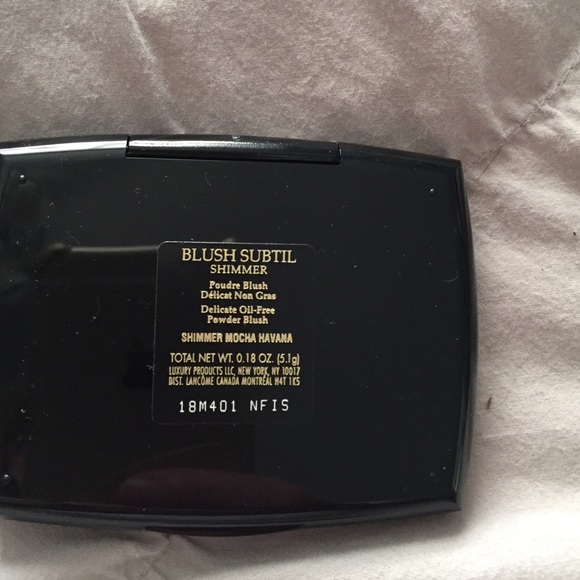 BLUSH SUBTIL
SHIMMER
Poudre Blush
Délicat Non Gras
Delicate Oil-Free
Powder Blush
SHIMMER MOCHA HAVANA
TOTAL NET WT. 0.18 OZ. (5.1g)
LUXURY PRODUCTS LLC, NEW YORK, NY 10017
DIST. LANCÔME CANADA MONTRÉAL H4T 1K5
18M401 NFIS